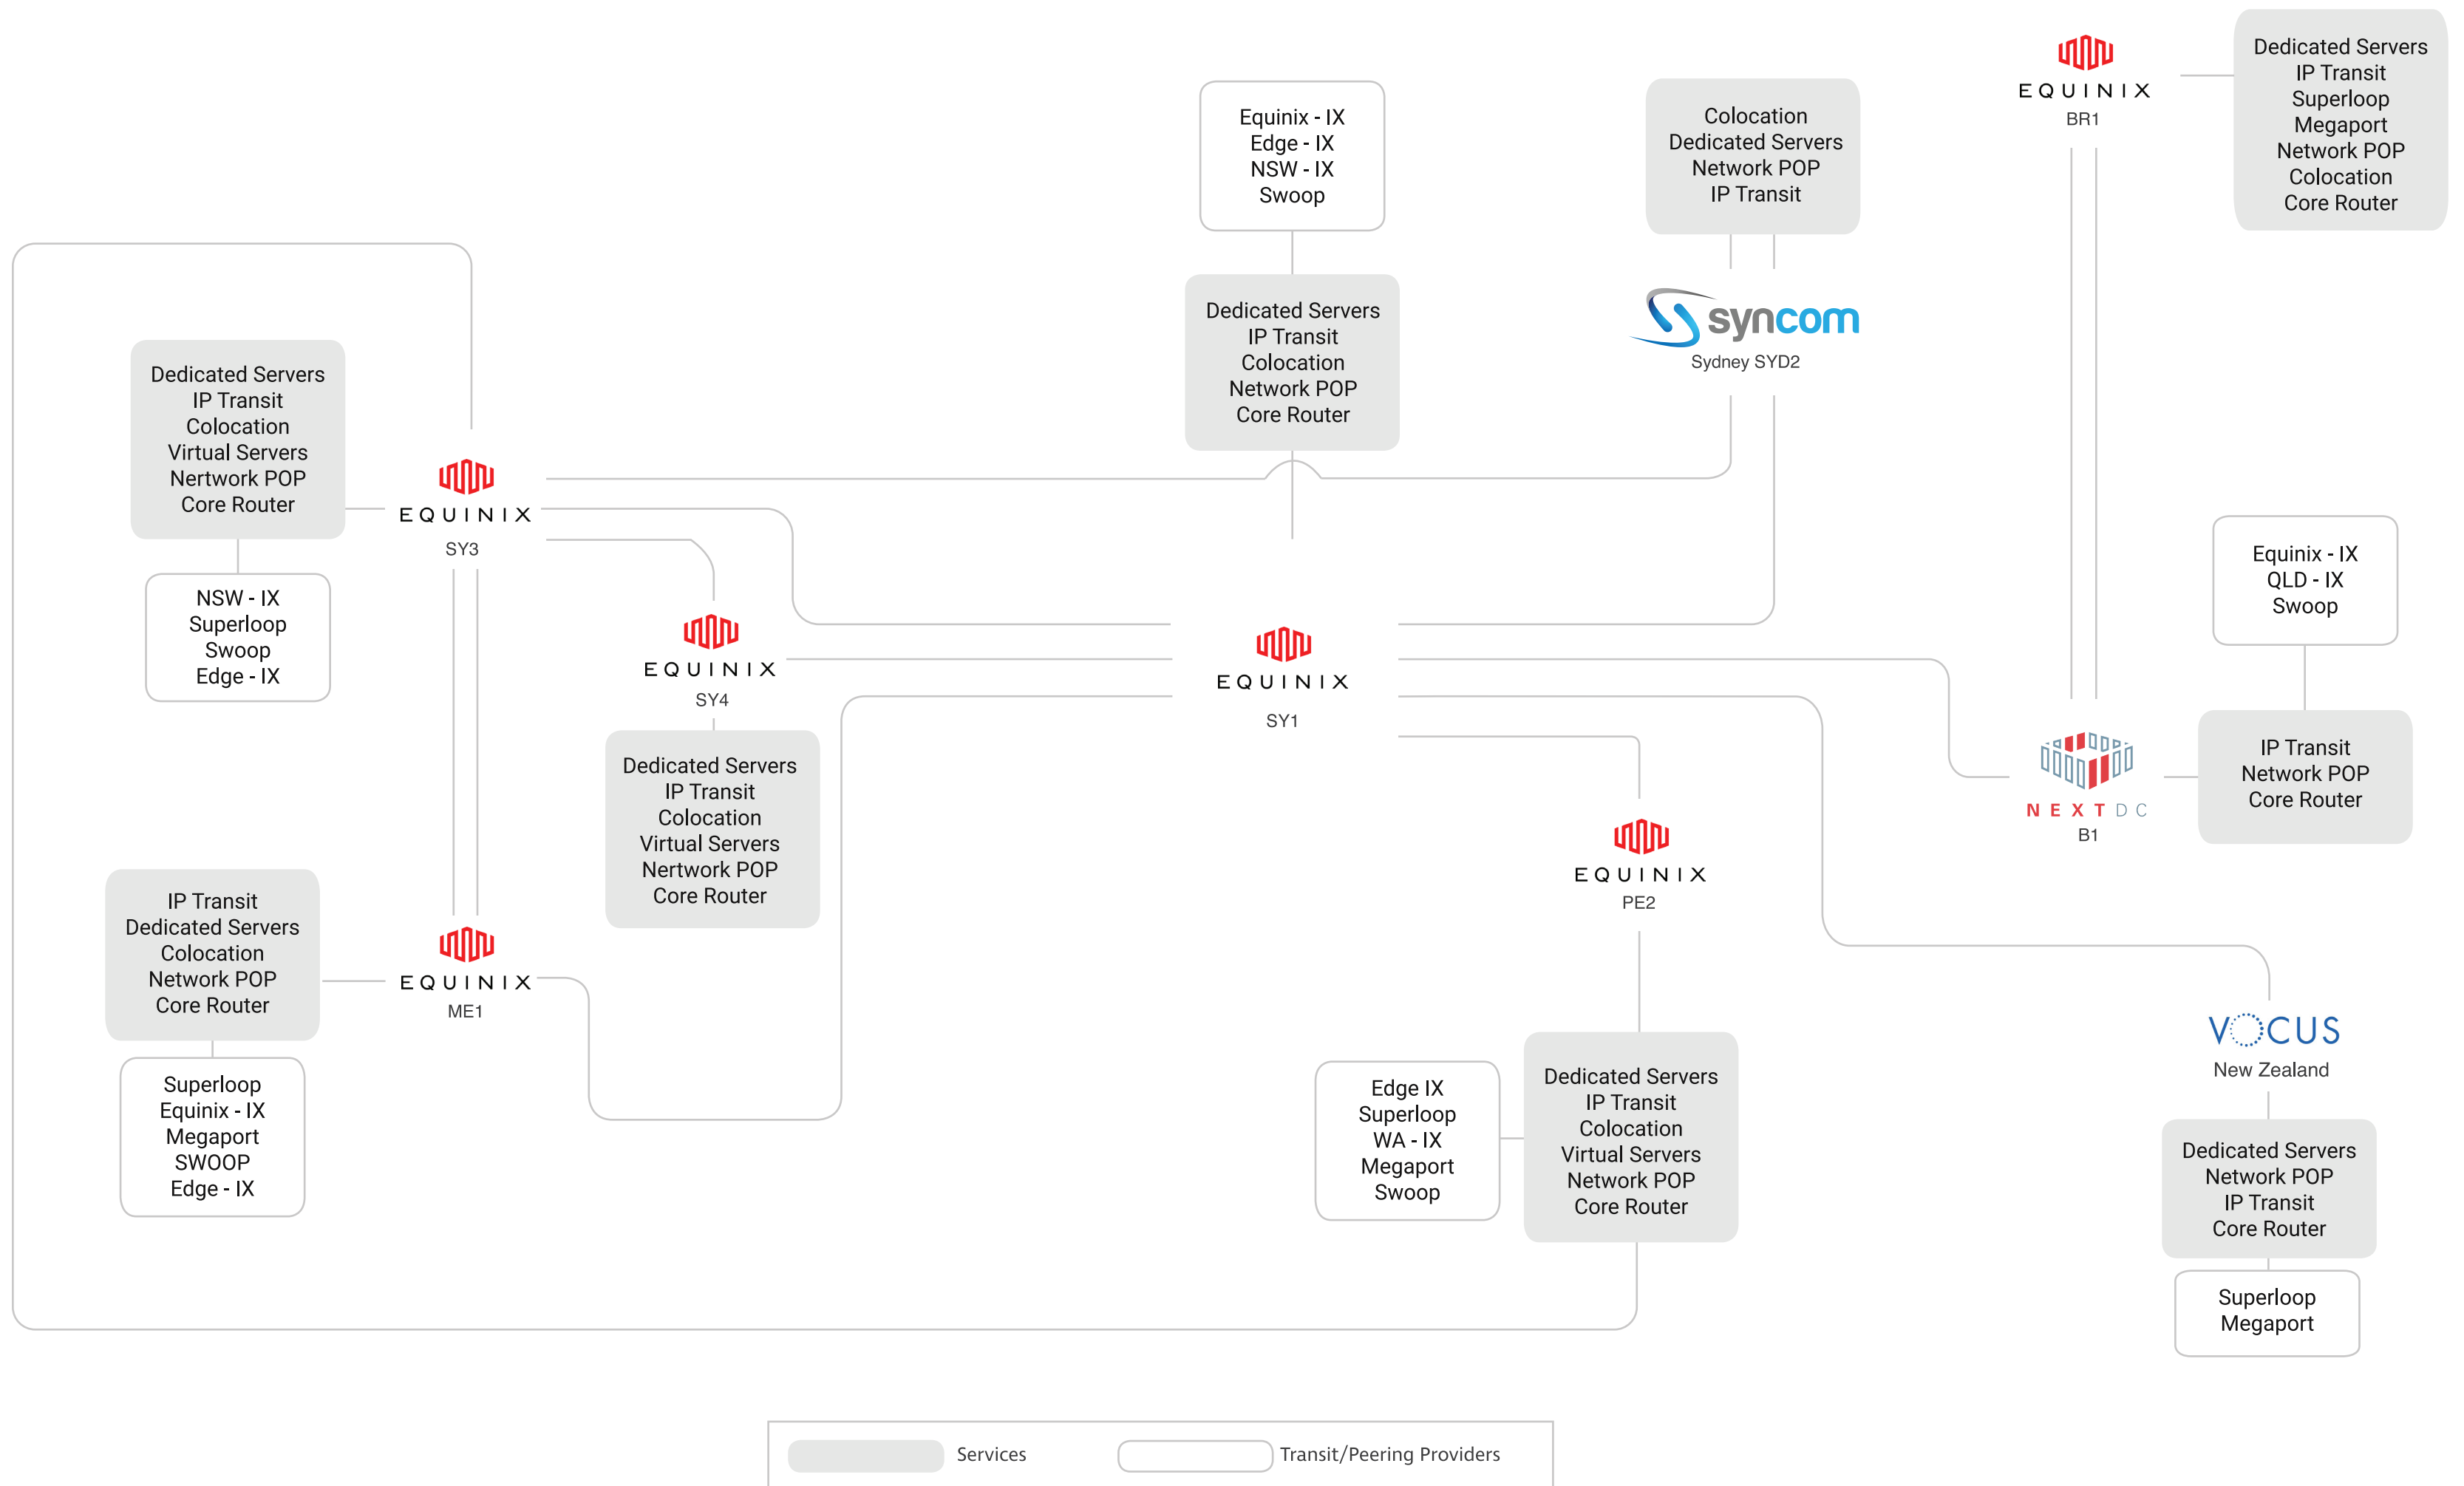 EQUINIX
BR1
Dedicated Servers
IP Transit
Superloop
Megaport
Network POP
Colocation
Core Router
Equinix - IX
Edge - IX
NSW - IX
Swoop
Colocation
Dedicated Servers
Network POP
IP Transit
Dedicated Servers
IP Transit
Colocation
Network POP
Core Router
syncom
Sydney SYD2
Dedicated Servers
IP Transit
Colocation
Virtual Servers
Nertwork POP
Core Router
EQUINIX
SY3
NSW - IX
Superloop
Swoop
Edge - IX
EQUINIX
SY4
Dedicated Servers
IP Transit
Colocation
Virtual Servers
Nertwork POP
Core Router
EQUINIX
SY1
Equinix - IX
QLD - IX
Swoop
NEXTDC
B1
IP Transit
Network POP
Core Router
EQUINIX
PE2
IP Transit
Dedicated Servers
Colocation
Network POP
Core Router
EQUINIX
ME1
Superloop
Equinix - IX
Megaport
SWOOP
Edge - IX
Edge IX
Superloop
WA - IX
Megaport
Swoop
Dedicated Servers
IP Transit
Colocation
Virtual Servers
Network POP
Core Router
VOCUS
New Zealand
Dedicated Servers
Network POP
IP Transit
Core Router
Superloop
Megaport
Services
Transit/Peering Providers